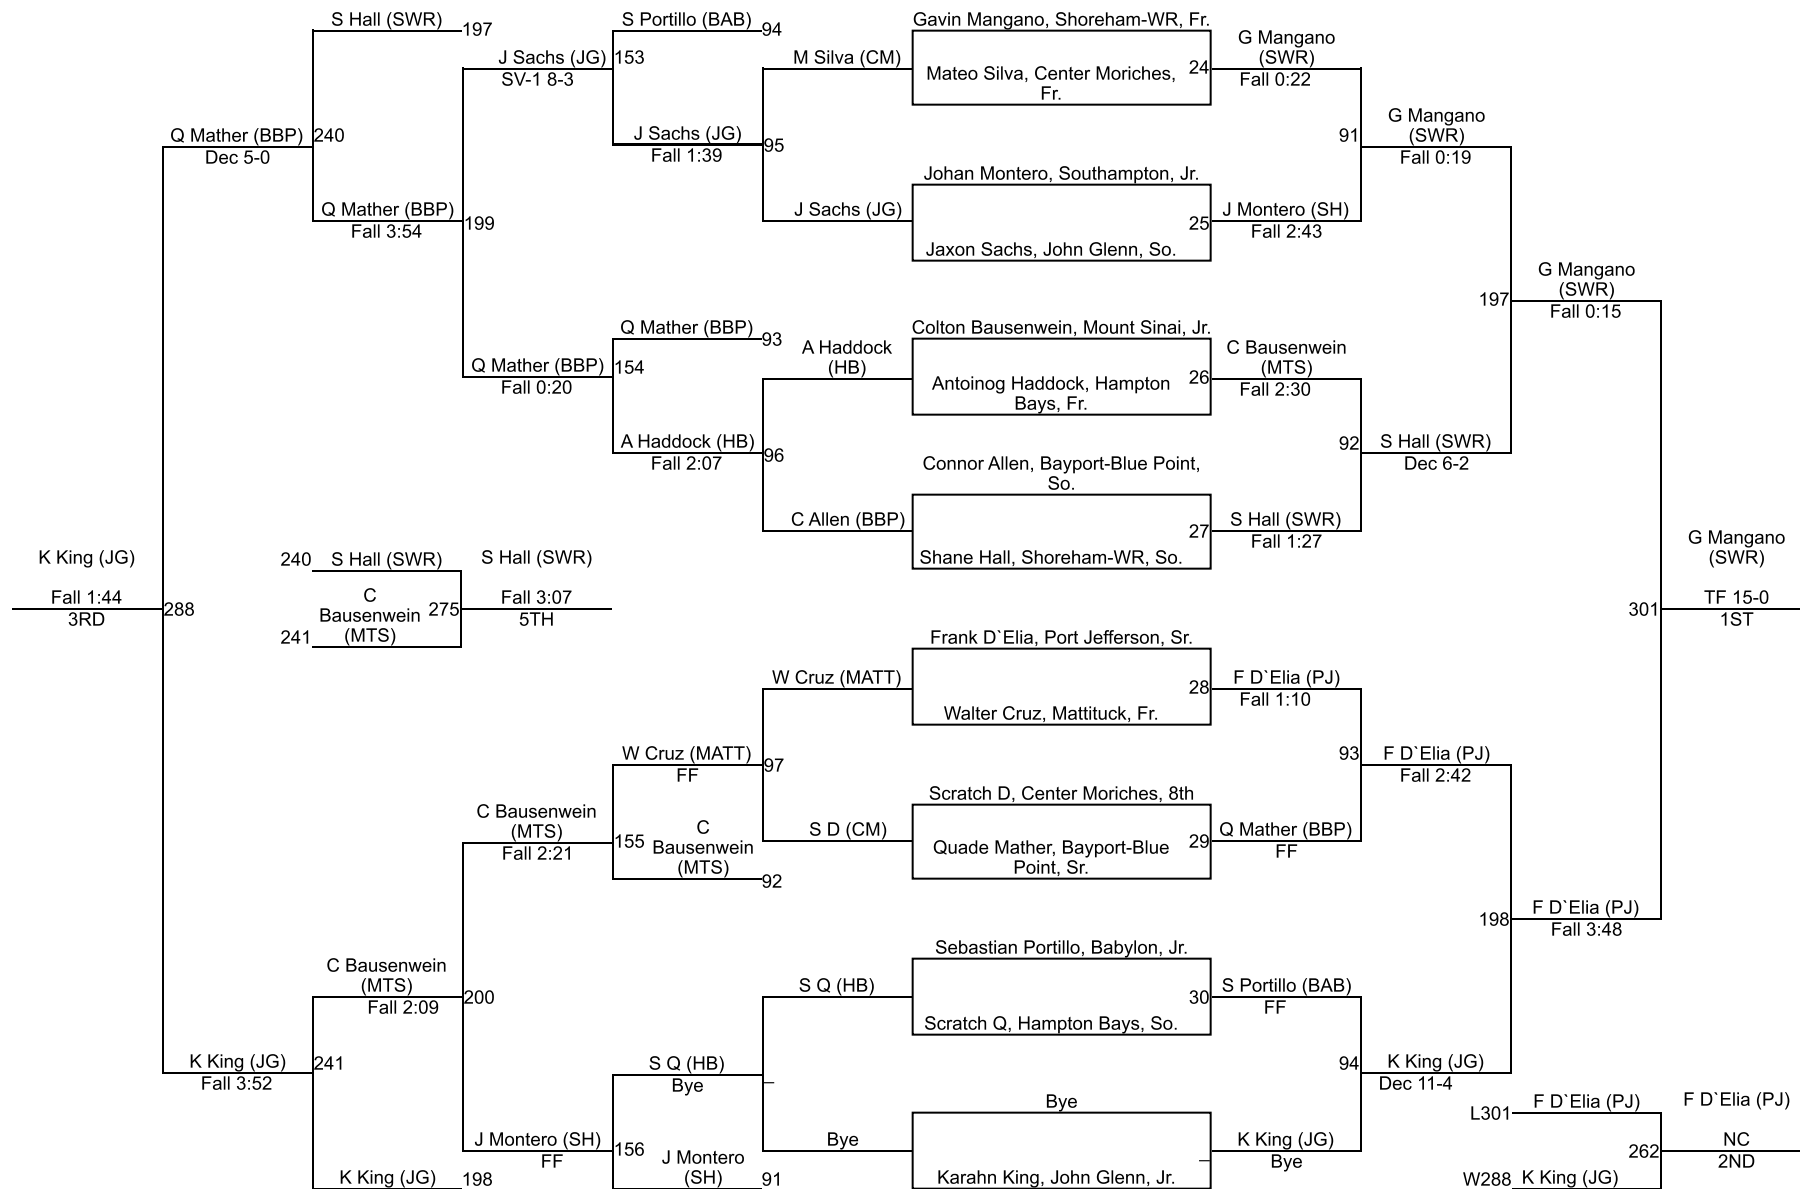 S Hall (SWR)
197
S Portillo (BAB)
94
Gavin Mangano, Shoreham-WR, Fr.
G Mangano
(SWR)
J Sachs (JG)
153
M Silva (CM)
Mateo Silva, Center Moriches,
Fr.
24
SV-1 8-3
Fall 0:22
G Mangano
(SWR)
Q Mather (BBP)
240
J Sachs (JG)
95
91
Dec 5-0
Fall 1:39
Fall 0:19
Johan Montero, Southampton, Jr.
Q Mather (BBP)
199
J Sachs (JG)
25
J Montero (SH)
Fall 3:54
Fall 2:43
Jaxon Sachs, John Glenn, So.
G Mangano
(SWR)
197
Fall 0:15
Q Mather (BBP)
93
Colton Bausenwein, Mount Sinai, Jr.
A Haddock
(HB)
C Bausenwein
(MTS)
Q Mather (BBP)
154
Antoinog Haddock, Hampton
Bays, Fr.
26
Fall 0:20
Fall 2:30
A Haddock (HB)
96
92
S Hall (SWR)
Fall 2:07
Dec 6-2
Connor Allen, Bayport-Blue Point,
So.
C Allen (BBP)
27
S Hall (SWR)
Fall 1:27
Shane Hall, Shoreham-WR, So.
K King (JG)
240
S Hall (SWR)
S Hall (SWR)
G Mangano
(SWR)
Fall 1:44
288
C
Bausenwein
(MTS)
275
Fall 3:07
301
TF 15-0
3RD
241
5TH
1ST
Frank D`Elia, Port Jefferson, Sr.
W Cruz (MATT)
28
F D`Elia (PJ)
Fall 1:10
Walter Cruz, Mattituck, Fr.
W Cruz (MATT)
97
93
F D`Elia (PJ)
FF
Fall 2:42
Scratch D, Center Moriches, 8th
C Bausenwein
(MTS)
155
C
Bausenwein
(MTS)
92
S D (CM)
Quade Mather, Bayport-Blue
Point, Sr.
29
Q Mather (BBP)
Fall 2:21
FF
198
F D`Elia (PJ)
Fall 3:48
Sebastian Portillo, Babylon, Jr.
C Bausenwein
(MTS)
200
S Q (HB)
30
S Portillo (BAB)
Fall 2:09
FF
Scratch Q, Hampton Bays, So.
K King (JG)
241
S Q (HB)
94
K King (JG)
Fall 3:52
Bye
–
Dec 11-4
Bye
L301
F D`Elia (PJ)
F D`Elia (PJ)
J Montero (SH)
156
Bye
–
K King (JG)
262
NC
FF
J Montero
(SH)
Bye
2ND
K King (JG)
198
91
Karahn King, John Glenn, Jr.
W288
K King (JG)